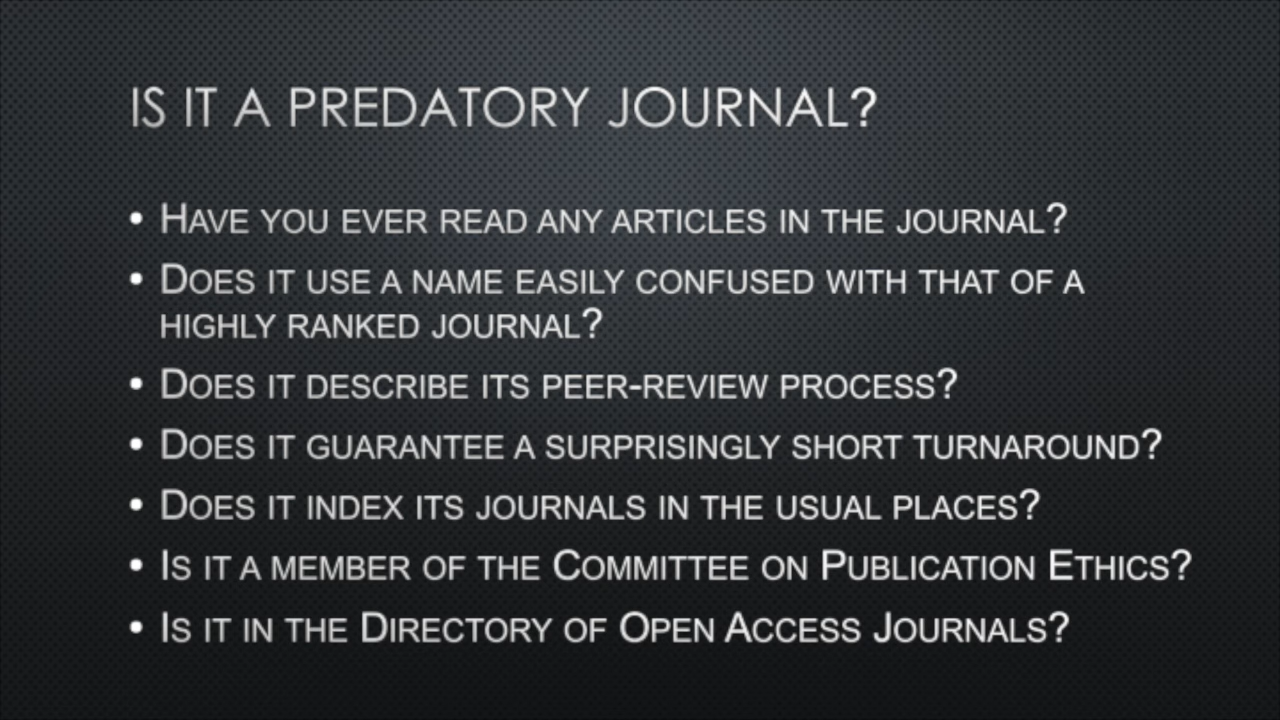 IS IT A PREDATORY JOURNAL?
• HAVE YOU EVER READ ANY ARTICLES IN THE JOURNAL?
• DOES IT USE A NAME EASILY CONFUSED WITH THAT OF A
HIGHLY RANKED JOURNAL?
• DOES IT DESCRIBE ITS PEER-REVIEW PROCESS?
• DOES IT GUARANTEE A SURPRISINGLY SHORT TURNAROUND?
• DOES IT INDEX ITS JOURNALS IN THE USUAL PLACES?
• IS IT A MEMBER OF THE COMMITTEE ON PUBLICATION ETHICS?
• IS IT IN THE DIRECTORY OF OPEN ACCESS JOURNALS?